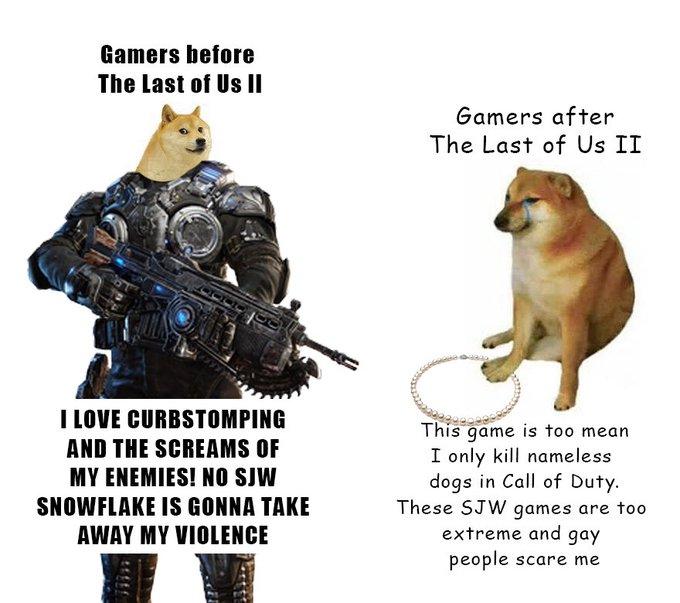 Gamers before
The Last of Us II
I LOVE CURBSTOMPING
AND THE SCREAMS OF
MY ENEMIES! NO SJW
SNOWFLAKE IS GONNA TAKE
AWAY MY VIOLENCE
Gamers after
The Last of Us II
This game is too mean
I only kill nameless
dogs in Call of Duty.
These SJW games are too
extreme and gay
people scare me